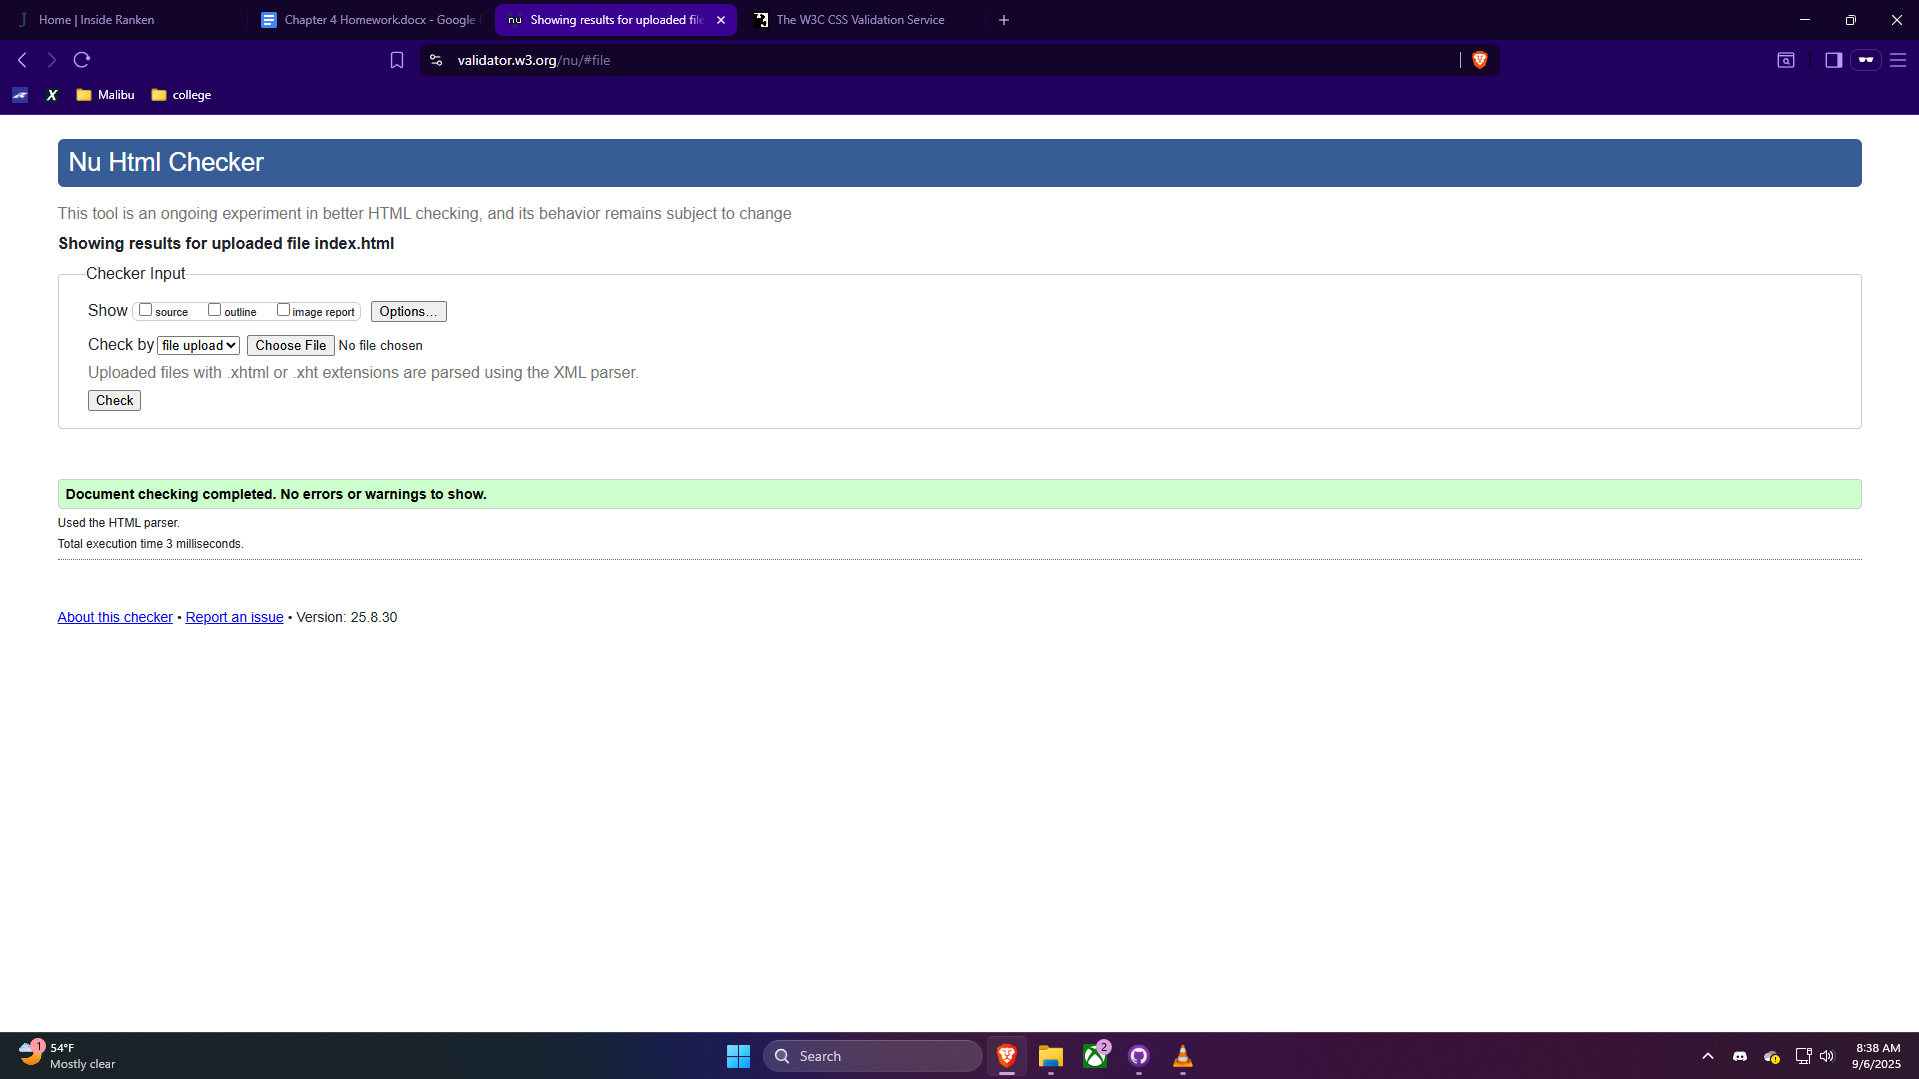 Home | Inside Ranken
Chapter 4 Homework.docx - Google
nu Showing results for uploaded file
The W3C CSS Validation Service
validator.w3.org/nu/#file
X
Malibu
college
Nu Html Checker
This tool is an ongoing experiment in better HTML checking, and its behavior remains subject to change
Showing results for uploaded file index.html
Checker Input
Show source outline image report Options...
Check by file upload Choose File No file chosen
Uploaded files with .xhtml or .xht extensions are parsed using the XML parser.
Check
Document checking completed. No errors or warnings to show.
Used the HTML parser.
Total execution time 3 milliseconds.
About this checker • Report an issue • Version: 25.8.30
1
54°F
Mostly clear
Search
2
8:38 AM
9/6/2025